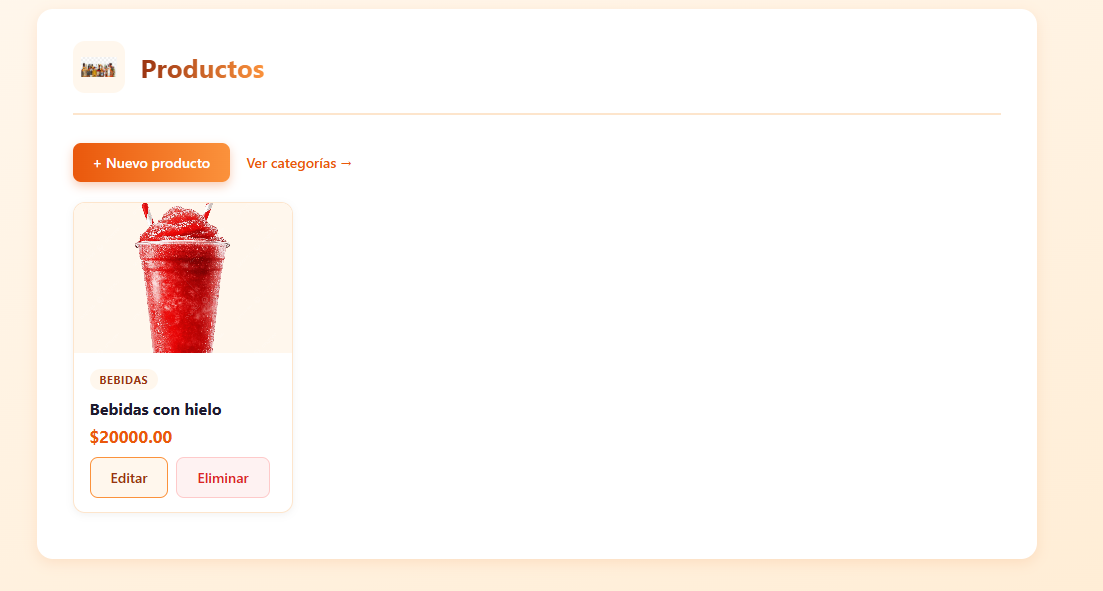 Productos
+ Nuevo producto
Ver categorías →
BEBIDAS
Bebidas con hielo
$20000.00
Editar
Eliminar